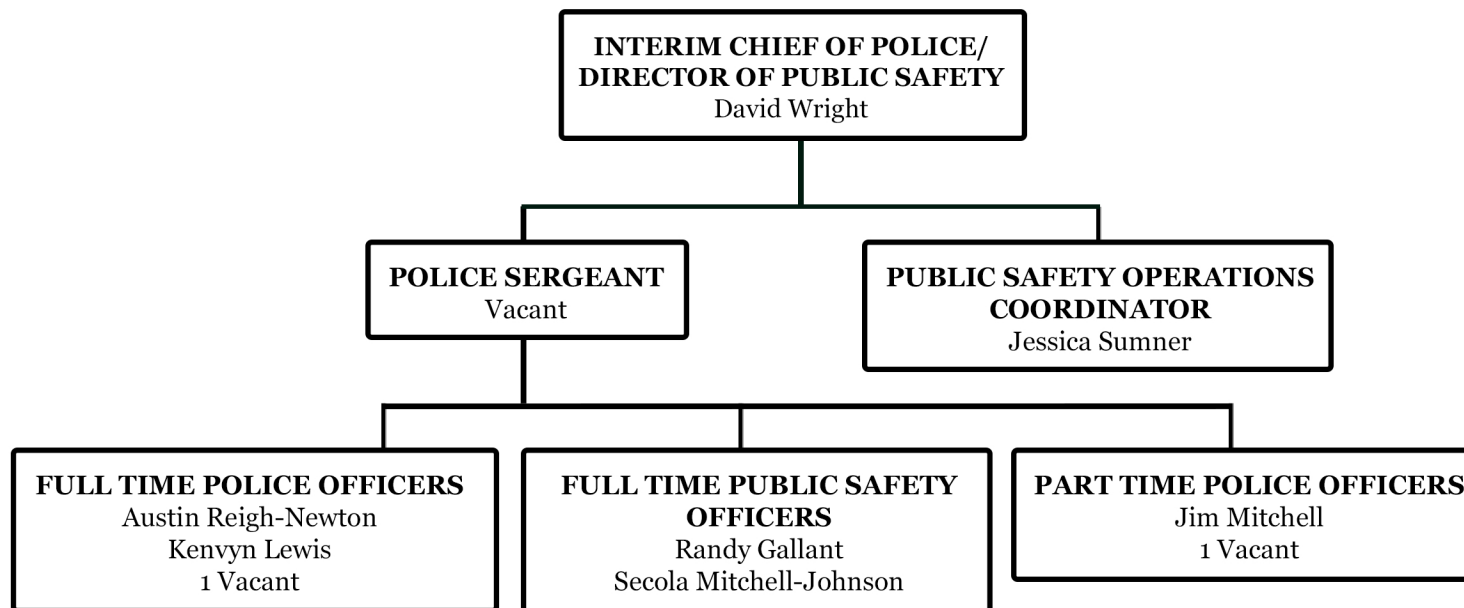 INTERIM CHIEF OF POLICE/
DIRECTOR OF PUBLIC SAFETY
David Wright
POLICE SERGEANT
Vacant
PUBLIC SAFETY OPERATIONS
COORDINATOR
Jessica Sumner
FULL TIME POLICE OFFICERS
Austin Reigh-Newton
Kenvyn Lewis
1 Vacant
FULL TIME PUBLIC SAFETY
OFFICERS
Randy Gallant
Secola Mitchell-Johnson
PART TIME POLICE OFFICERS
Jim Mitchell
1 Vacant